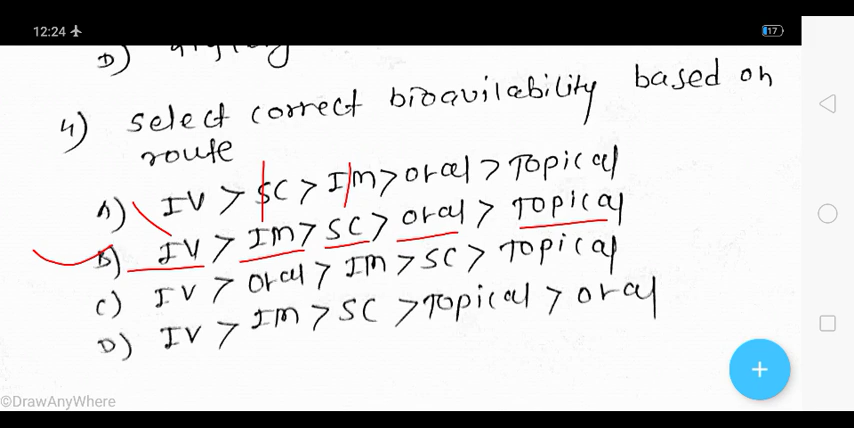 12:24
17
D)
4) select correct bioavilability based on
route
A) IV > SC > IM > oral > Topical
B) IV > IM > SC > oral > Topical
C) IV > oral > IM > SC > Topical
D) IV > IM > SC > Topical > oral
©DrawAnyWhere